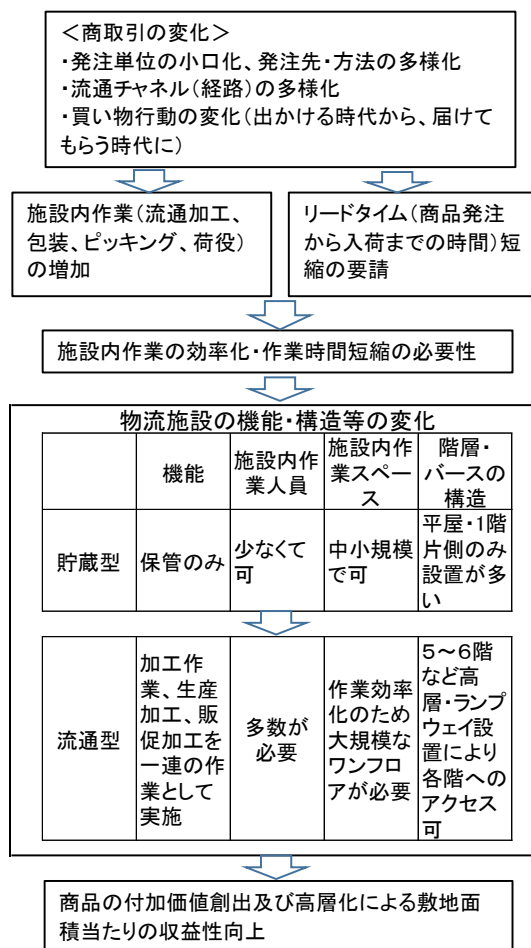 ＜商取引の変化＞
・発注単位の小口化、発注先・方法の多様化
・流通チャネル（経路）の多様化
・買い物行動の変化（出かける時代から、届けて
もらう時代に）
施設内作業（流通加工、
包装、ピッキング、荷役）
の増加
リードタイム（商品発注
から入荷までの時間）短
縮の要請
施設内作業の効率化・作業時間短縮の必要性
物流施設の機能・構造等の変化
機能
施設内作
業人員
施設内作
業スペー
ス
階層・
バースの
構造
貯蔵型
保管のみ
少なくて
可
中小規模
で可
平屋・1階
片側のみ
設置が多
い
流通型
加工作
業、生産
加工、販
促加工を
一連の作
業として
実施
多数が
必要
作業効率
化のため
大規模な
ワンフロ
アが必要
５～６階
など高
層・ランプ
ウェイ設
置により
各階への
アクセス
可
商品の付加価値創出及び高層化による敷地面
積当たりの収益性向上